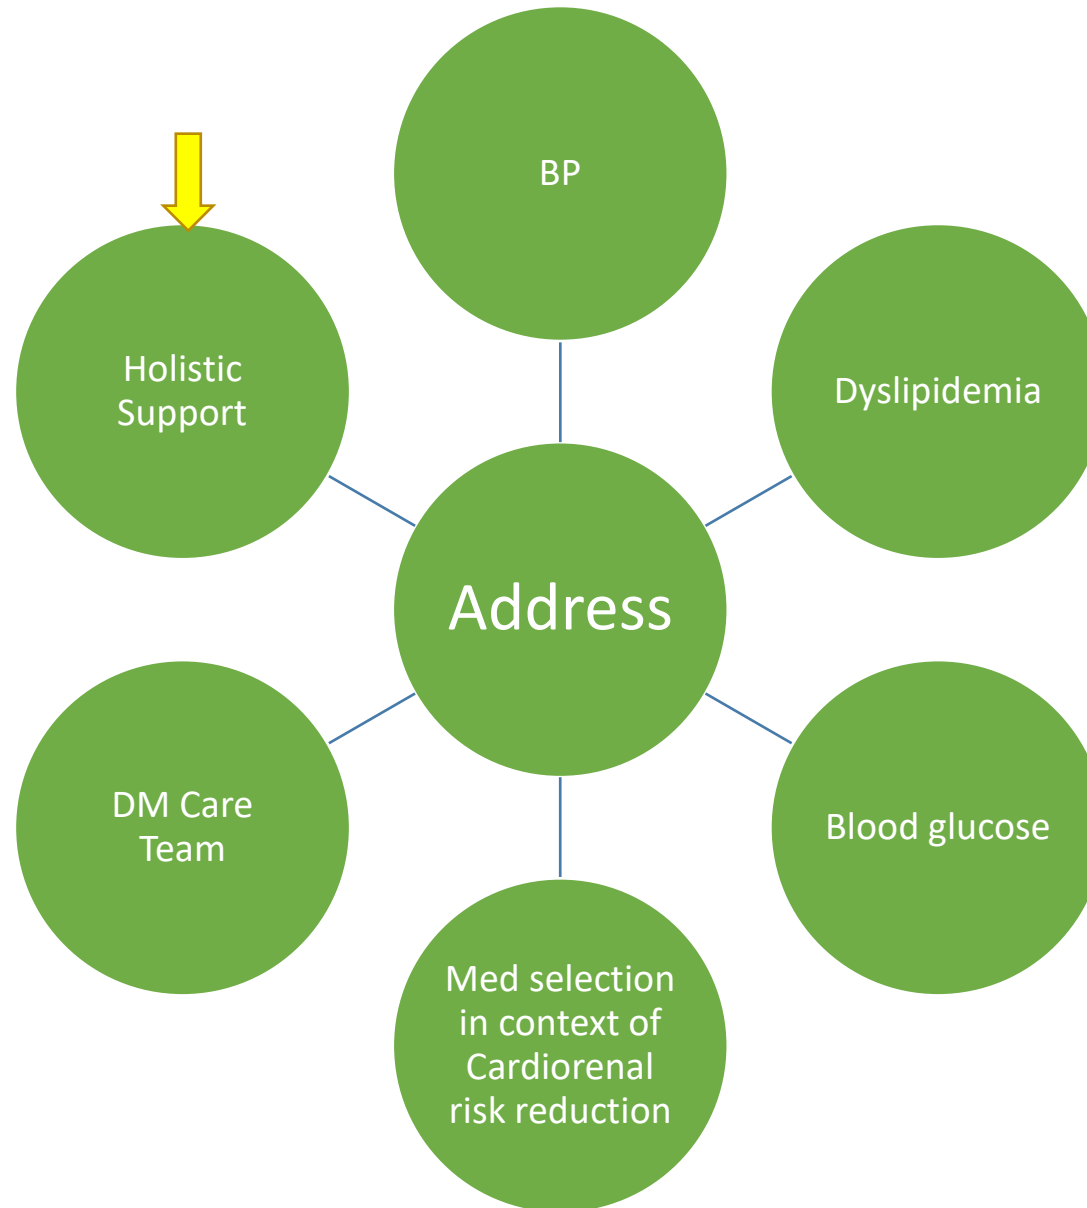 BP
Holistic
Support
Dyslipidemia
Address
DM Care
Team
Blood glucose
Med selection
in context of
Cardiorenal
risk reduction